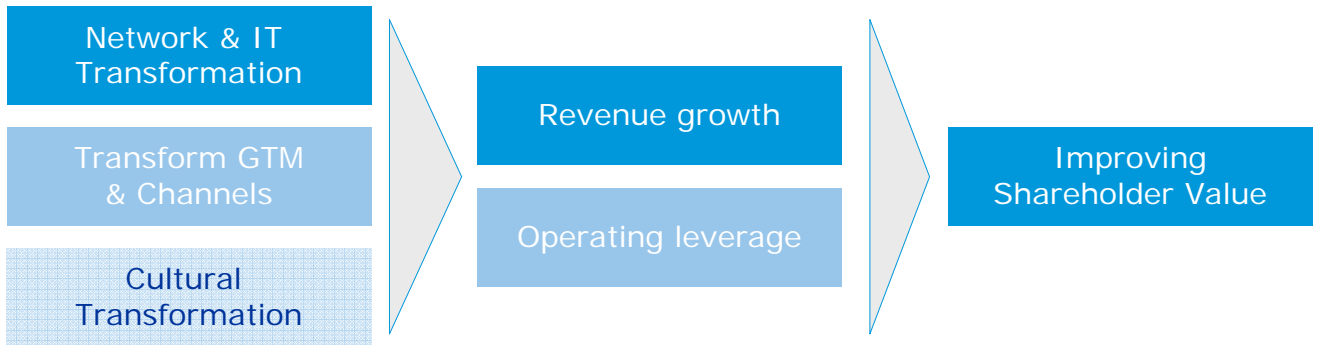 Network & IT
Transformation
Transform GTM
& Channels
Cultural
Transformation
Revenue growth
Operating leverage
Improving
Shareholder Value